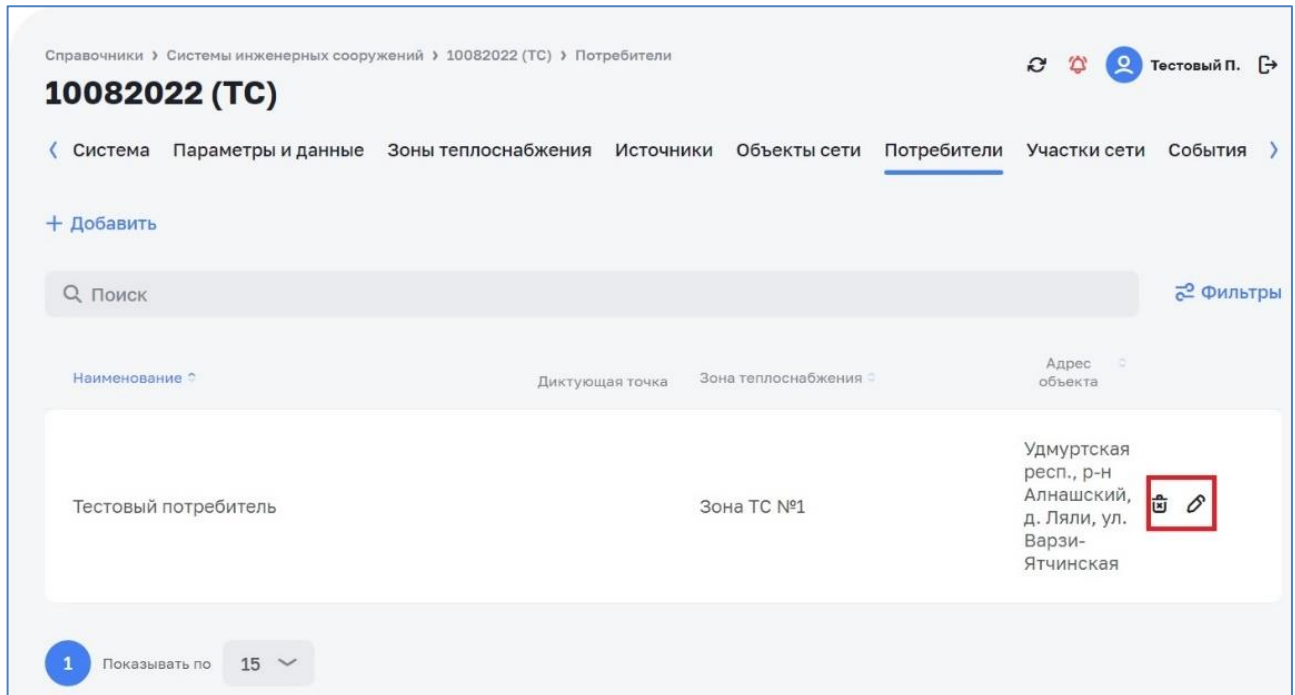 Справочники › Системы инженерных сооружений › 10082022 (ТС) › Потребители
Тестовый П.
10082022 (ТС)
Система Параметры и данные Зоны теплоснабжения Источники Объекты сети Потребители Участки сети События
+ Добавить
Поиск
Фильтры
Наименование Диктующая точка Зона теплоснабжения Адрес
объекта
Тестовый потребитель Зона ТС №1
Удмуртская
респ., р-н
Алнашский,
д. Ляли, ул.
Варзи-
Ятчинская
1 Показывать по 15